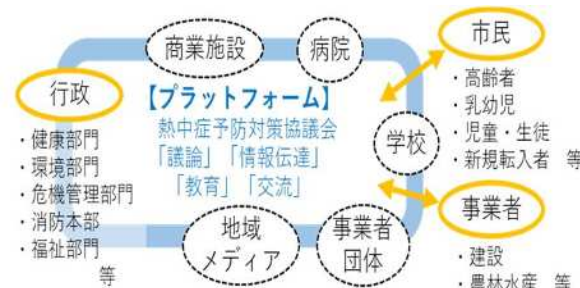 商業施設
病院
市民
・高齢者
・乳幼児
・児童・生徒
・新規転入者 等
行政
・健康部門
・環境部門
・危機管理部門
・消防本部
・福祉部門
等
【プラットフォーム】
熱中症予防対策協議会
「議論」「情報伝達」
「教育」「交流」
学校
地域
メディア
事業者
団体
事業者
・建設
・農林水産 等